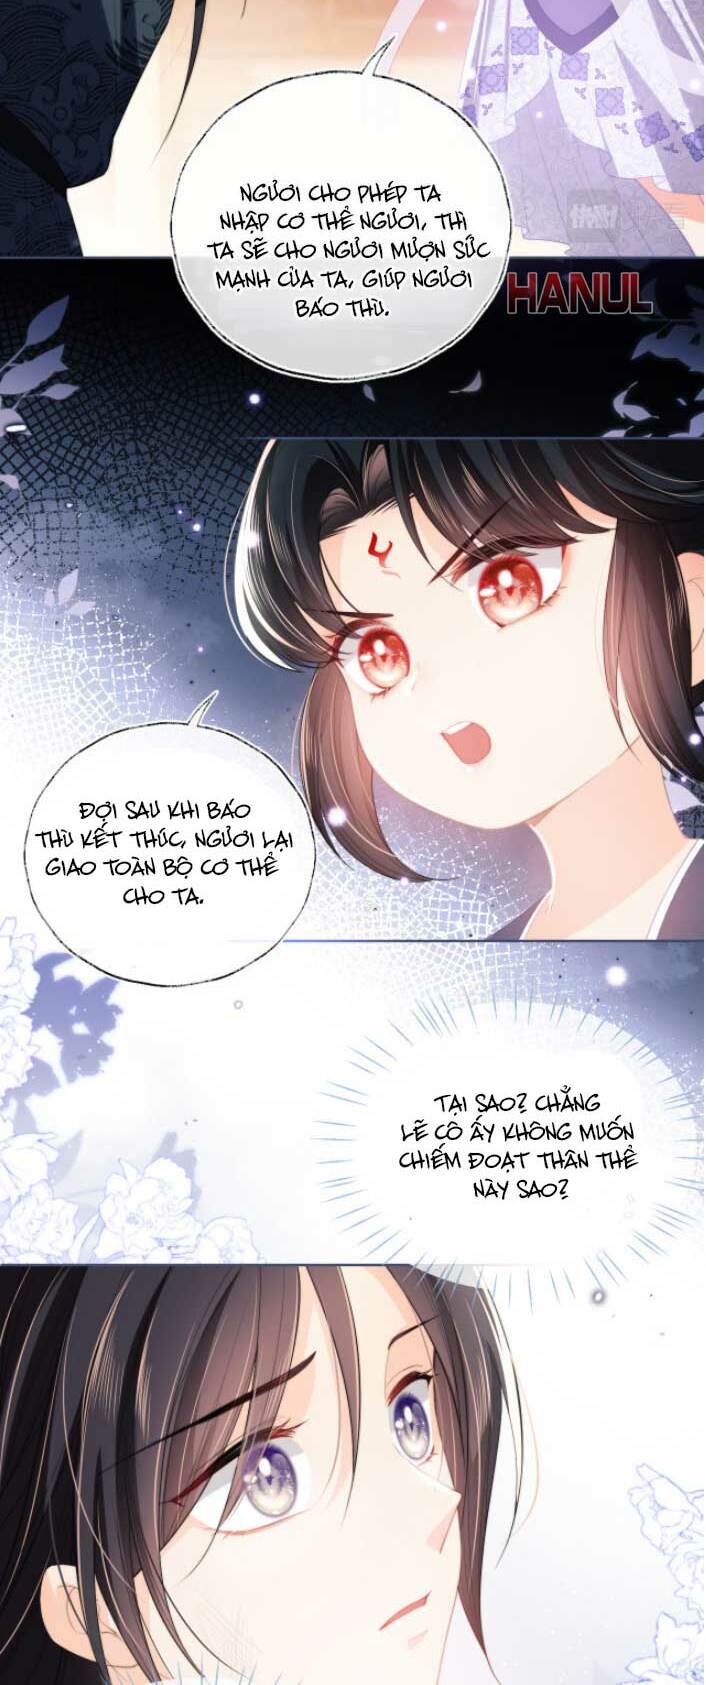 NGƯƠI CHO PHÉP TA
NHẬP CƠ THỂ NGƯƠI, THÌ
TA SẼ CHO NGƯƠI MƯỢN SỨC
MẠNH CỦA TA, GIÚP NGƯƠI
BÁO THÙ.
HANUL
ĐỢI SAU KHI BÁO
THÙ KẾT THÚC, NGƯƠI LẠI
GIAO TOÀN BỘ CƠ THỂ
CHO TA.
TẠI SAO? CHẲNG
LẼ CÔ ẤY KHÔNG MUỐN
CHIẾM ĐOẠT THÂN THỂ
NÀY SAO?